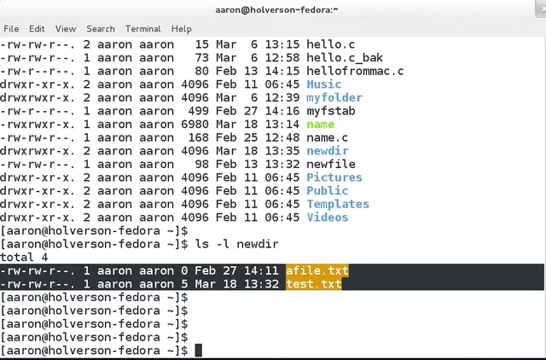 aaron@holverson-fedora:~
File Edit View Search Terminal Help
-rw-rw-r--. 2 aaron aaron 15 Mar 6 13:15 hello.c
-rw-rw-r--. 1 aaron aaron 73 Mar 6 12:58 hello.c_bak
-rw-rw-r--. 1 aaron aaron 80 Feb 13 14:15 hellofrommac.c
drwxr-xr-x. 2 aaron aaron 4096 Feb 11 06:45 Music
drwxrwxr-x. 2 aaron aaron 4096 Mar 6 12:39 myfolder
-rw-rw-r--. 1 aaron aaron 499 Feb 27 14:16 myfstab
-rwxrwxr-x. 1 aaron aaron 6980 Mar 18 13:14 name
-rw-rw-r--. 1 aaron aaron 168 Feb 25 12:48 name.c
drwxrwxr-x. 2 aaron aaron 4096 Mar 18 13:35 newdir
-rw-rw-r--. 1 aaron aaron 98 Feb 13 13:32 newfile
drwxr-xr-x. 2 aaron aaron 4096 Feb 11 06:45 Pictures
drwxr-xr-x. 2 aaron aaron 4096 Feb 11 06:45 Public
drwxr-xr-x. 2 aaron aaron 4096 Feb 11 06:45 Templates
drwxr-xr-x. 2 aaron aaron 4096 Feb 11 06:45 Videos
[aaron@holverson-fedora ~]$
[aaron@holverson-fedora ~]$ ls -l newdir
total 4
-rw-rw-r--. 1 aaron aaron 0 Feb 27 14:11 afile.txt
-rw-rw-r--. 1 aaron aaron 5 Mar 18 13:32 test.txt
[aaron@holverson-fedora ~]$
[aaron@holverson-fedora ~]$
[aaron@holverson-fedora ~]$
[aaron@holverson-fedora ~]$
[aaron@holverson-fedora ~]$